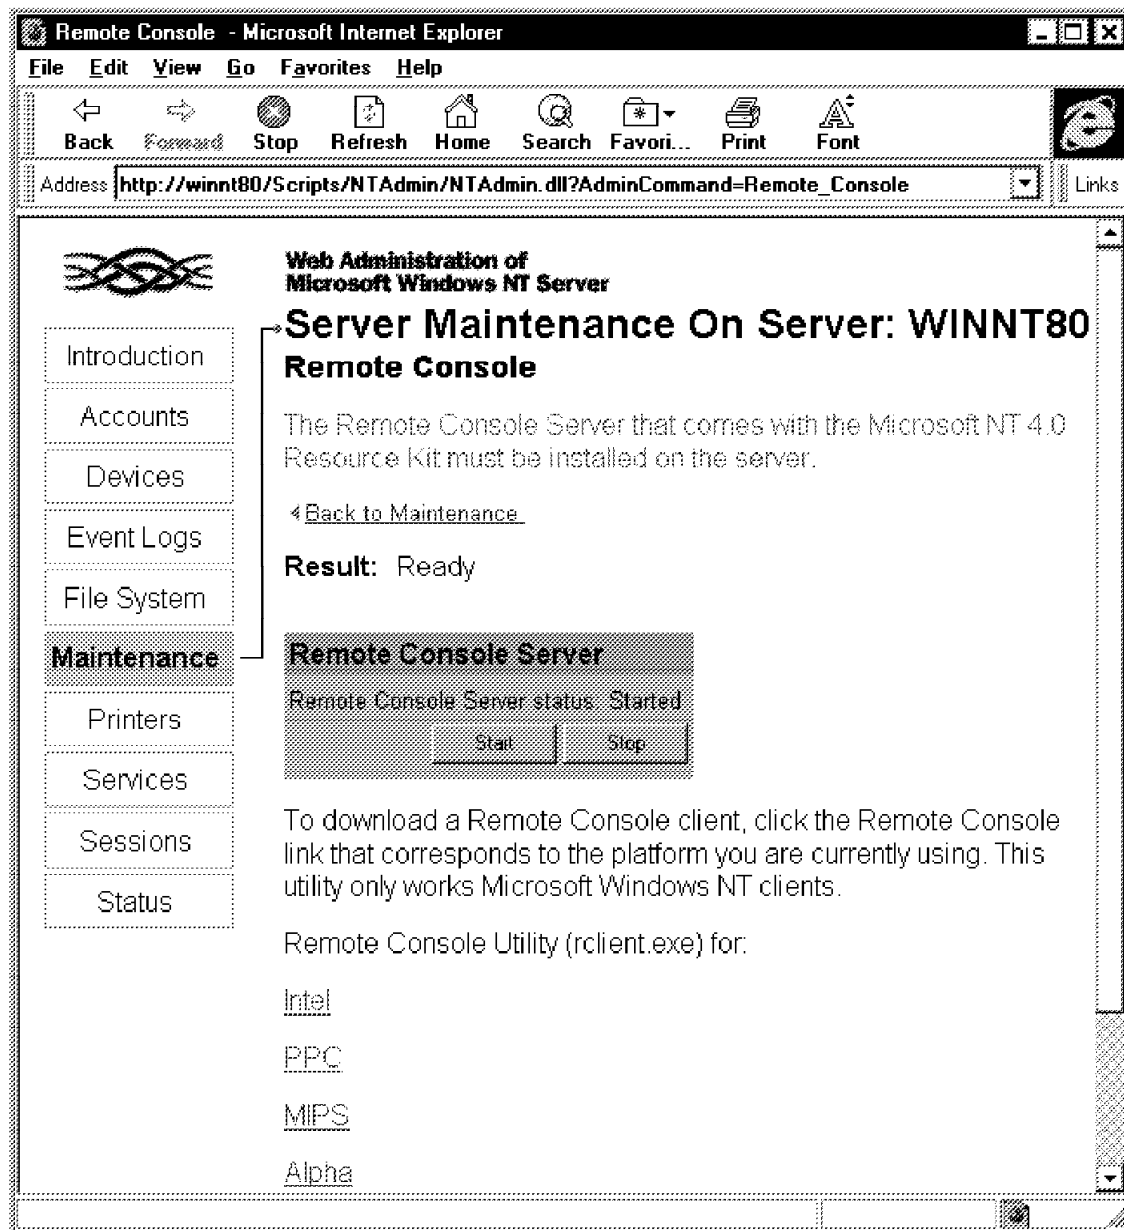 Remote Console - Microsoft Internet Explorer
File Edit View Go Favorites Help
Back Forward Stop Refresh Home Search Favori... Print Font
Address http://winnt80/Scripts/NTAdmin/NTAdmin.dll?AdminCommand=Remote_Console Links
Web Administration of
Microsoft Windows NT Server
Server Maintenance On Server: WINNT80
Remote Console
The Remote Console Server that comes with the Microsoft NT 4.0
Resource Kit must be installed on the server.
Back to Maintenance
Result: Ready
Introduction
Accounts
Devices
Event Logs
File System
Maintenance
Printers
Services
Sessions
Status
Remote Console Server
Remote Console Server status: Started
Start Stop
To download a Remote Console client, click the Remote Console
link that corresponds to the platform you are currently using. This
utility only works Microsoft Windows NT clients.
Remote Console Utility (rclient.exe) for:
Intel
PPC
MIPS
Alpha